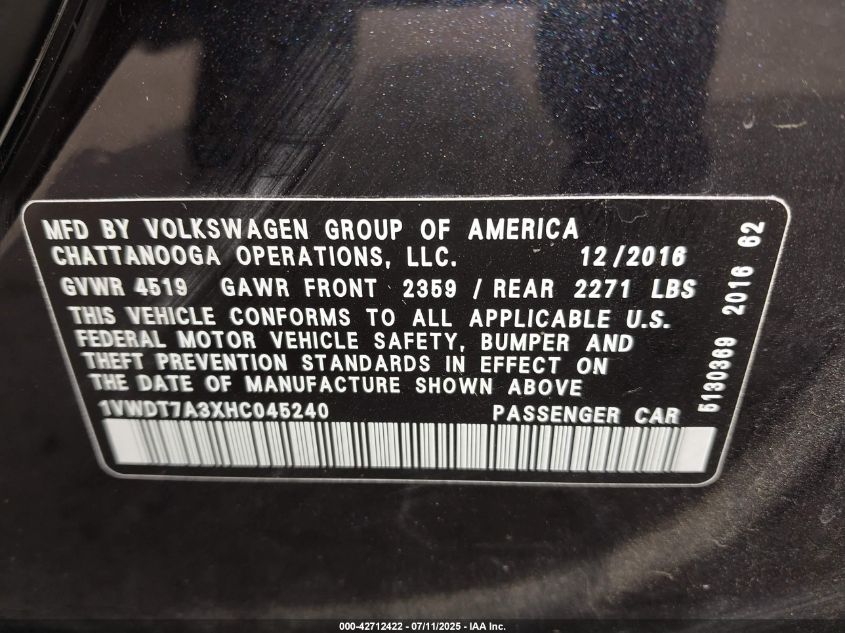 MFD BY VOLKSWAGEN GROUP OF AMERICA
CHATTANOOGA OPERATIONS, LLC. 12/2016
GVWR 4519 GAWR FRONT 2359 / REAR 2271 LBS
THIS VEHICLE CONFORMS TO ALL APPLICABLE U.S.
FEDERAL MOTOR VEHICLE SAFETY, BUMPER AND
THEFT PREVENTION STANDARDS IN EFFECT ON
THE DATE OF MANUFACTURE SHOWN ABOVE
1VWDT7A3XHC045240 PASSENGER CAR
5130369 2016 62
000-42712422 - 07/11/2025 - IAA Inc.